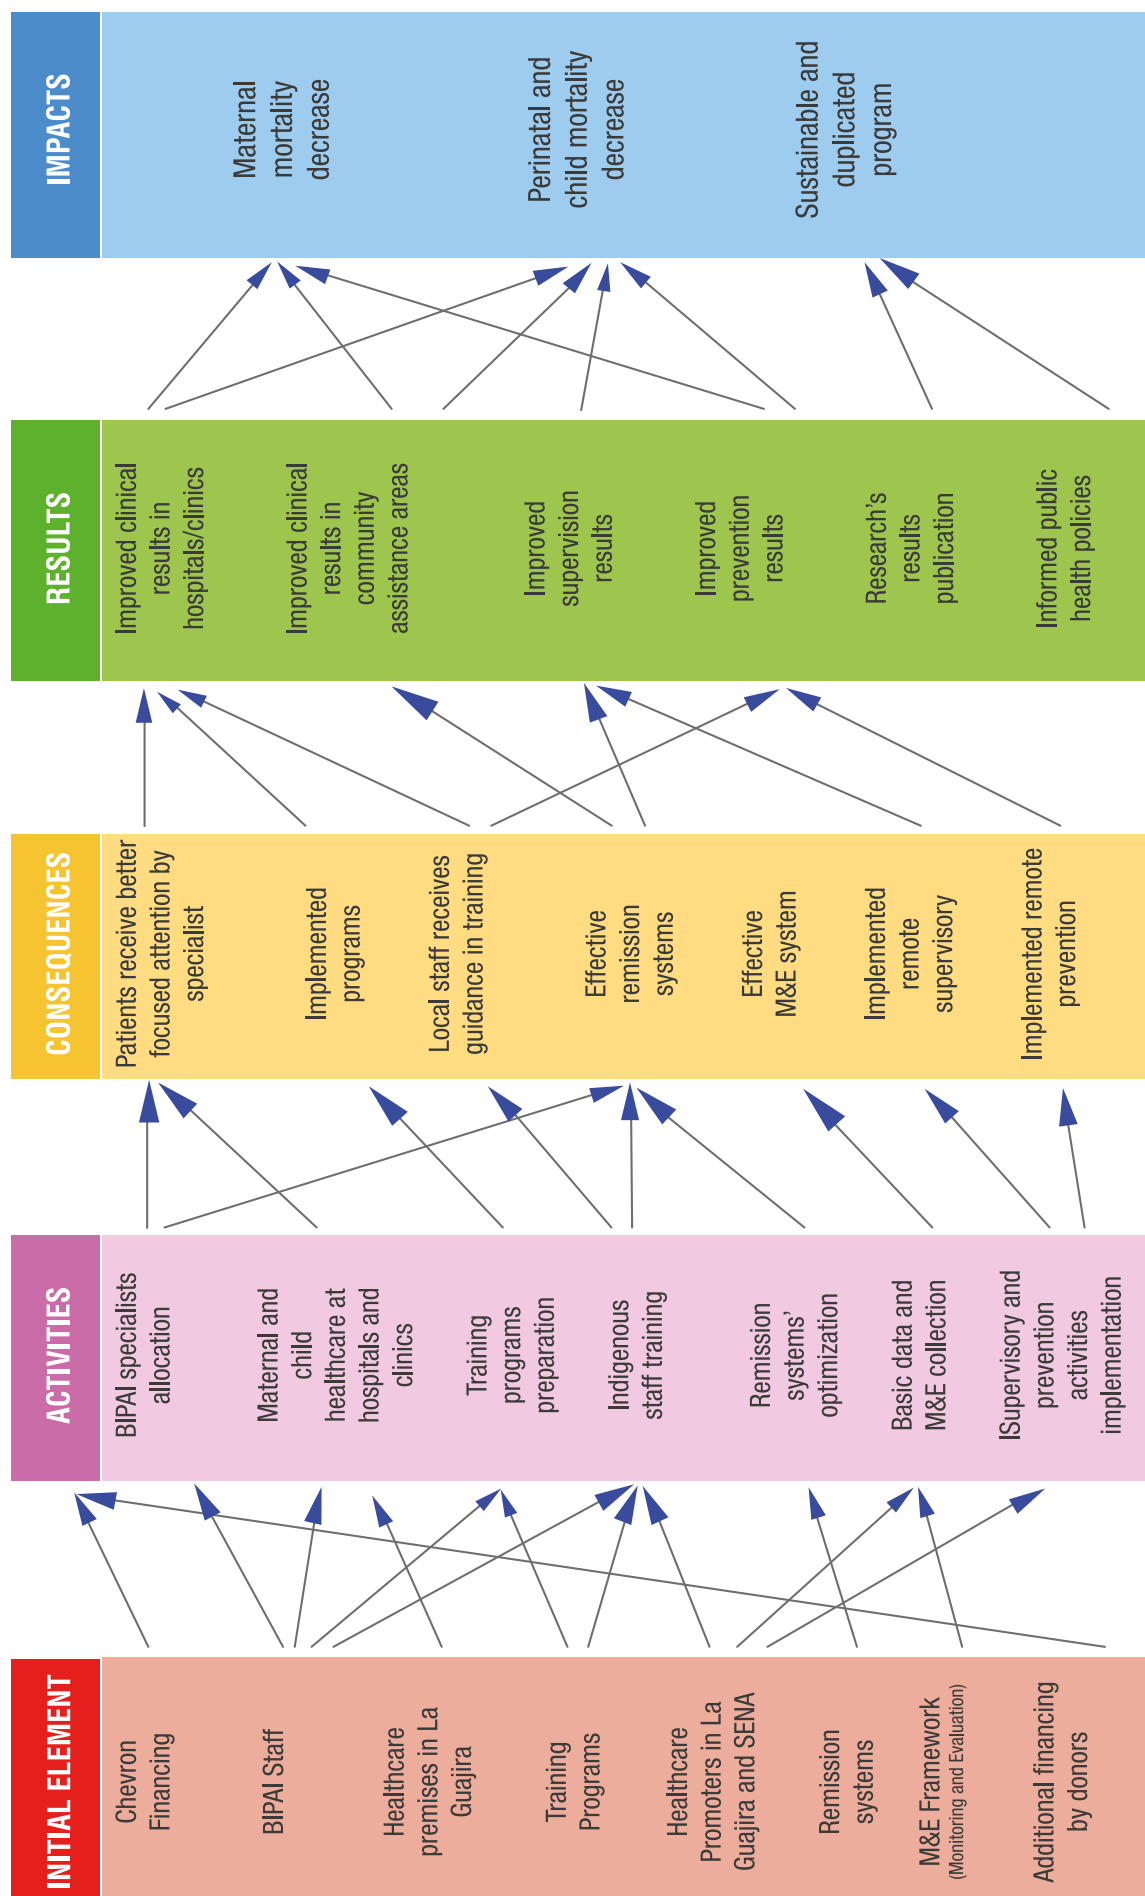 INITIAL ELEMENT
Chevron
Financing
BIPAI Staff
Healthcare
premises in La
Guajira
Training
Programs
Healthcare
Promoters in La
Guajira and SENA
Remission
systems
M&E Framework
(Monitoring and Evaluation)
Additional financing
by donors
ACTIVITIES
BIPAI specialists
allocation
Maternal and
child
healthcare at
hospitals and
clinics
Training
programs
preparation
Indigenous
staff training
Remission
systems’
optimization
Basic data and
M&E collection
ISupervisory and
prevention
activities
implementation
CONSEQUENCES
Patients receive better
focused attention by
specialist
Implemented
programs
Local staff receives
guidance in training
Effective
remission
systems
Effective
M&E system
Implemented
remote
supervisory
Implemented remote
prevention
RESULTS
Improved clinical
results in
hospitals/clinics
Improved clinical
results in
community
assistance areas
Improved
supervision
results
Improved
prevention
results
Research’s
results
publication
Informed public
health policies
IMPACTS
Maternal
mortality
decrease
Perinatal and
child mortality
decrease
Sustainable and
duplicated
program